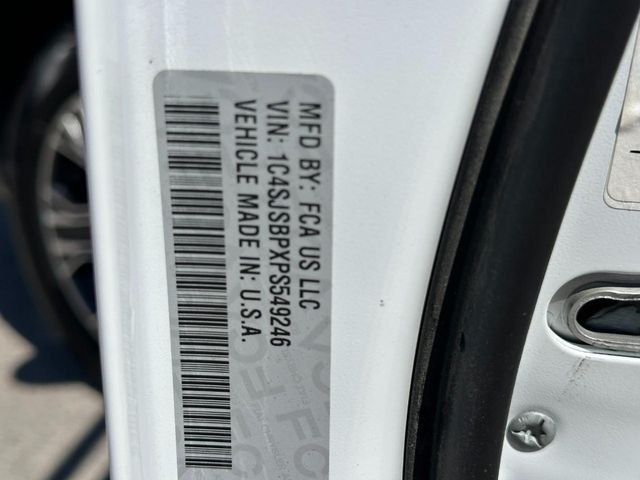 MFD BY: FCA US LLC
VIN: 1C4SJSBPXPS549246
VEHICLE MADE IN: U.S.A.